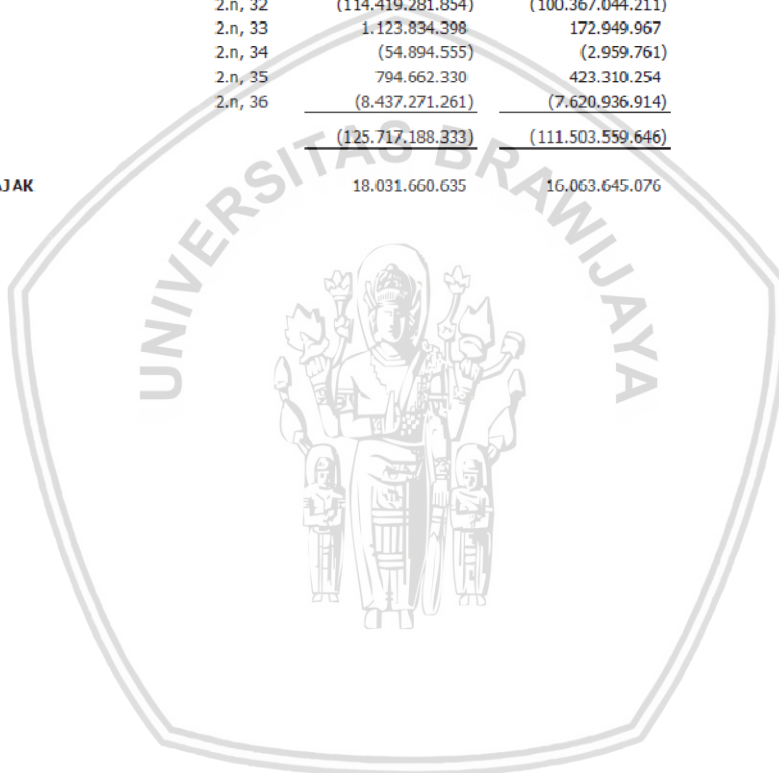 2.n, 32 (114.419.281.854) (100.367.044.211)
2.n, 33 1.123.834.398 172.949.967
2.n, 34 (54.894.555) (2.959.761)
2.n, 35 794.662.330 423.310.254
2.n, 36 (8.437.271.261) (7.620.936.914)
(125.717.188.333) (111.503.559.646)
AJAK 18.031.660.635 16.063.645.076
UNIVERSITAS BRAWIJAYA